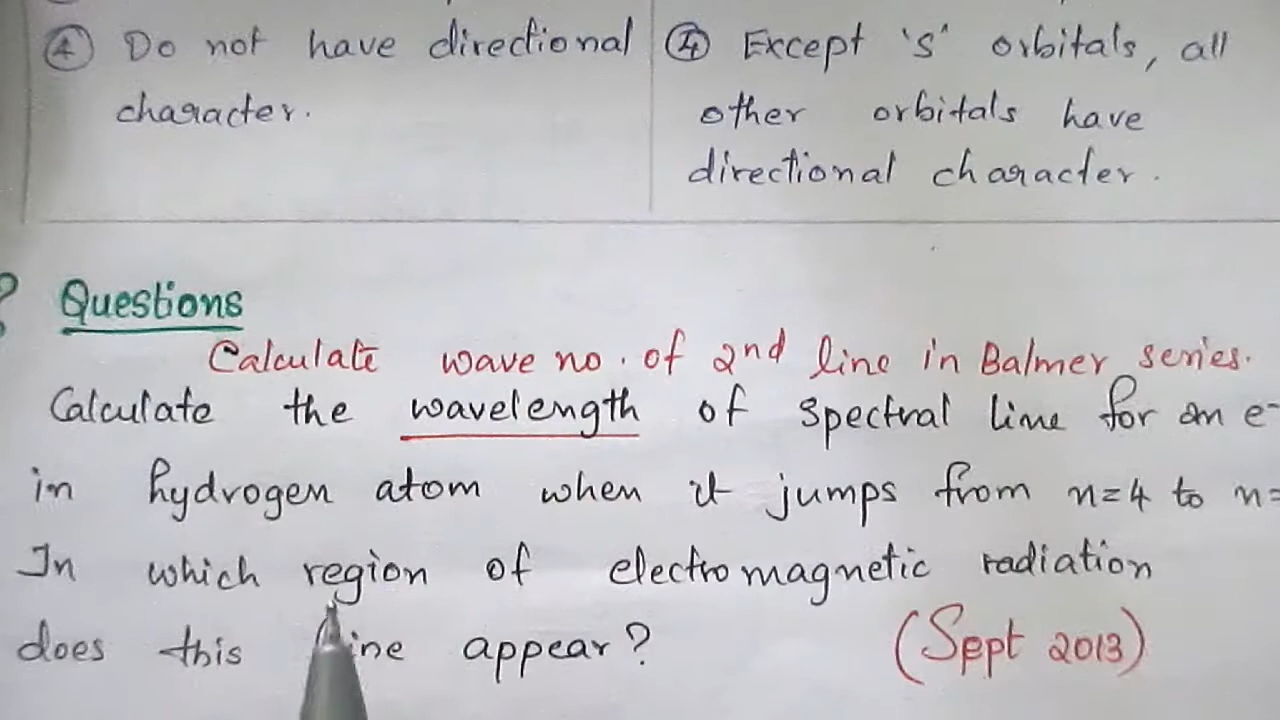 ④ Do not have directional
character.
④ Except 's' orbitals, all
other orbitals have
directional character.
? Questions
Calculate wave no. of 2nd line in Balmer series.
Calculate the wavelength of spectral line for an e-
in hydrogen atom when it jumps from n=4 to n=
In which region of electromagnetic radiation
does this line appear? (Sept 2013)